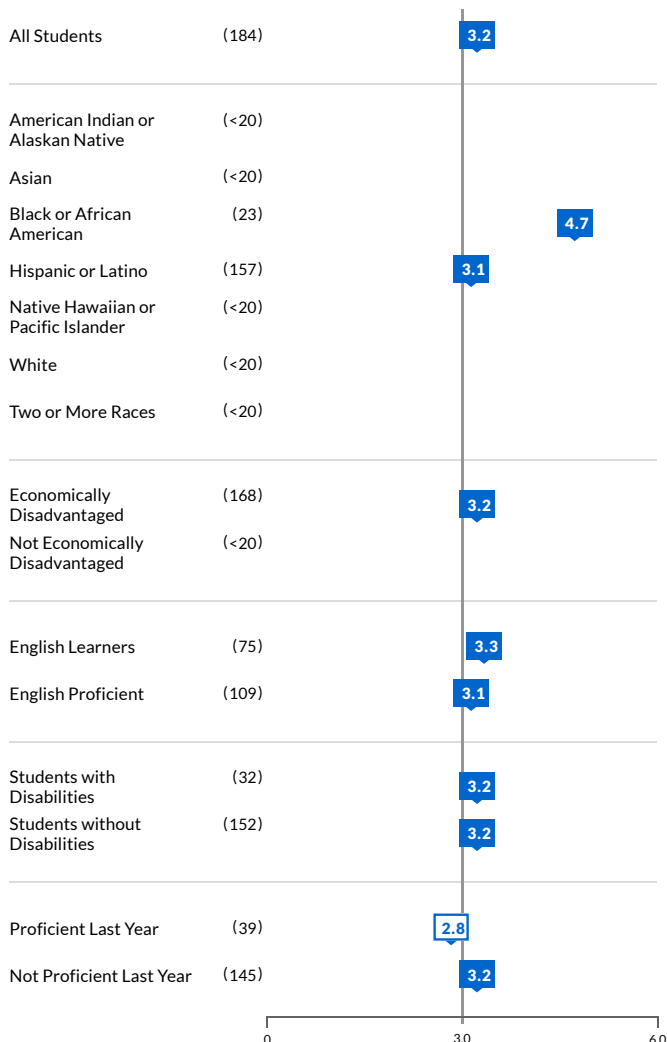 All Students (184) 3.2
American Indian or (<20)
Alaskan Native
Asian (<20)
Black or African (23) 4.7
American
Hispanic or Latino (157) 3.1
Native Hawaiian or (<20)
Pacific Islander
White (<20)
Two or More Races (<20)
Economically (168) 3.2
Disadvantaged
Not Economically (<20)
Disadvantaged
English Learners (75) 3.3
English Proficient (109) 3.1
Students with (32) 3.2
Disabilities
Students without (152) 3.2
Disabilities
Proficient Last Year (39) 2.8
Not Proficient Last Year (145) 3.2
0 3.0 6.0